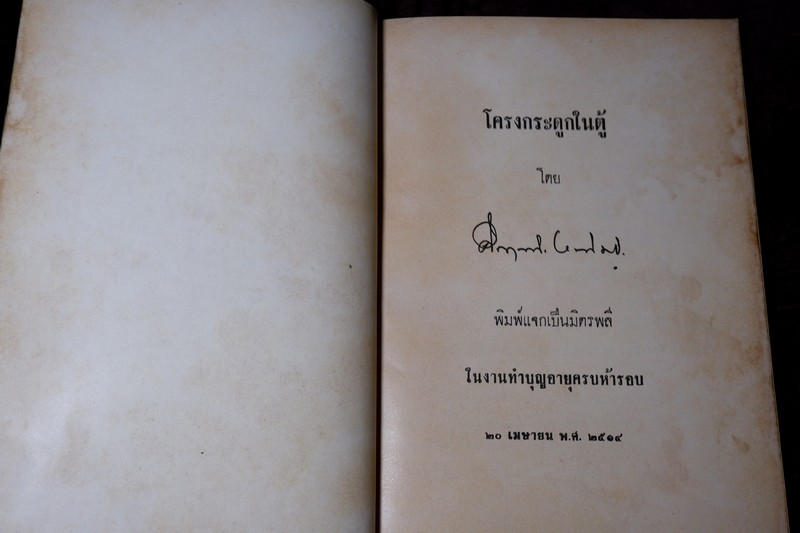 โครงกระดูกในตู้
โดย
พิมพ์แจกเป็นมิตรพลี
ในงานทำบุญอายุครบห้ารอบ
๒๐ เมษายน พ.ศ. ๒๕๑๔